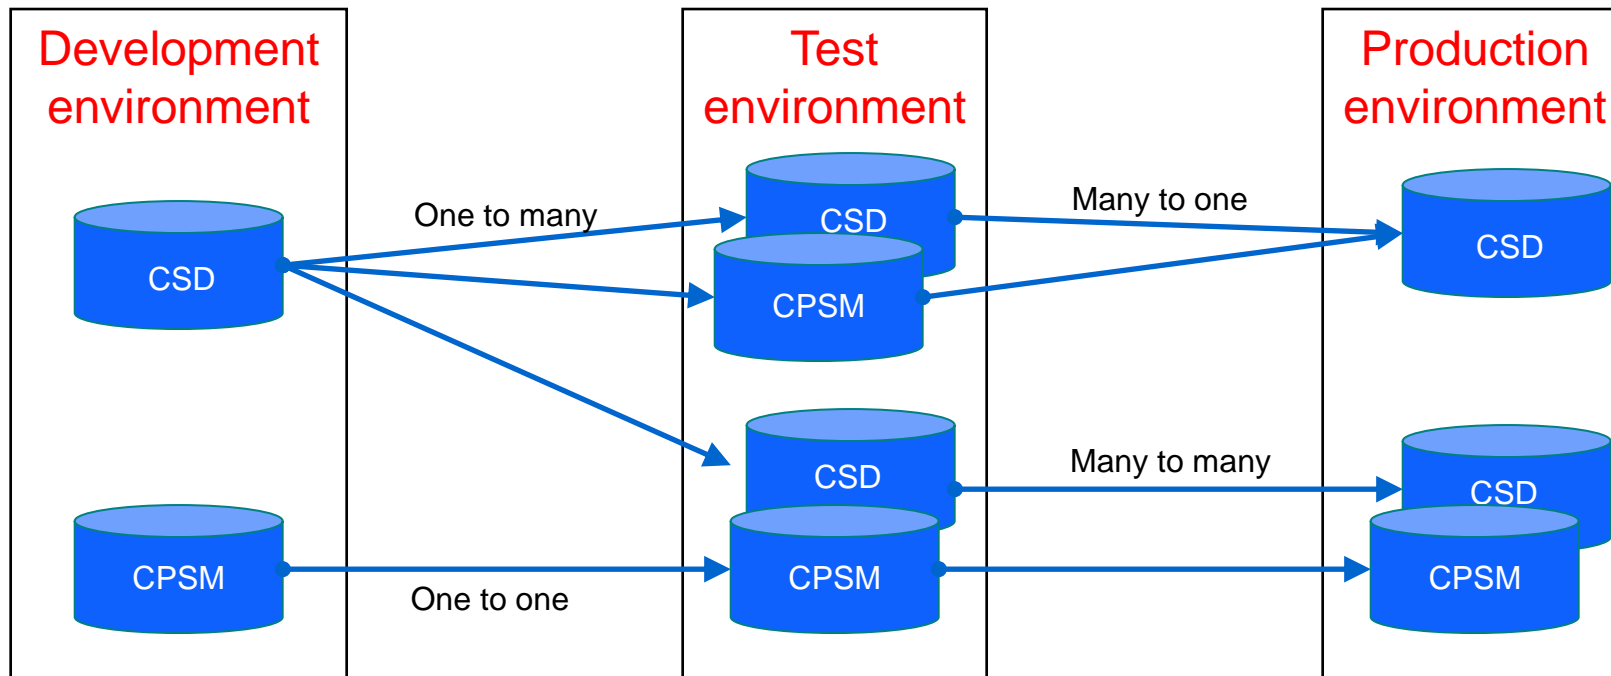 Development
environment
Test
environment
Production
environment
One to many
Many to one
CSD
CSD
CPSM
CSD
CSD
Many to many
CSD
CPSM
One to one
CPSM
CPSM